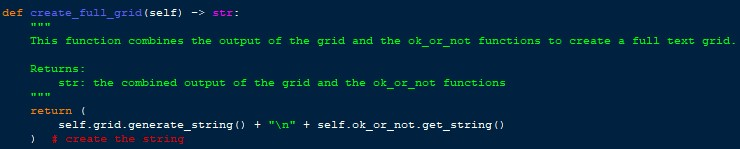 def create_full_grid(self) -> str:
"""
This function combines the output of the grid and the ok_or_not functions to create a full text grid.
Returns:
str: the combined output of the grid and the ok_or_not functions
"""
return (
self.grid.generate_string() + "\n" + self.ok_or_not.get_string()
) # create the string